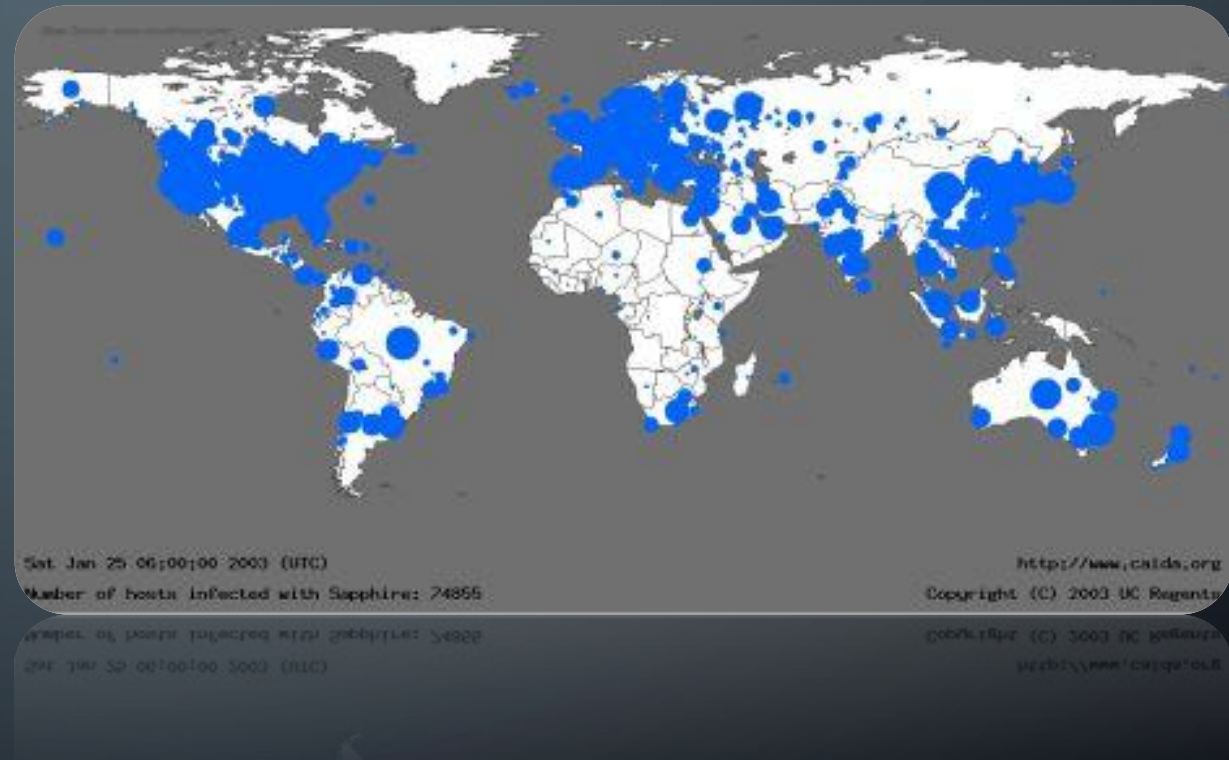 Sat Jan 25 06:00:00 2003 (UTC)
Number of hosts infected with Sapphire: 74855
http://www.caida.org
Copyright (C) 2003 UC Regents